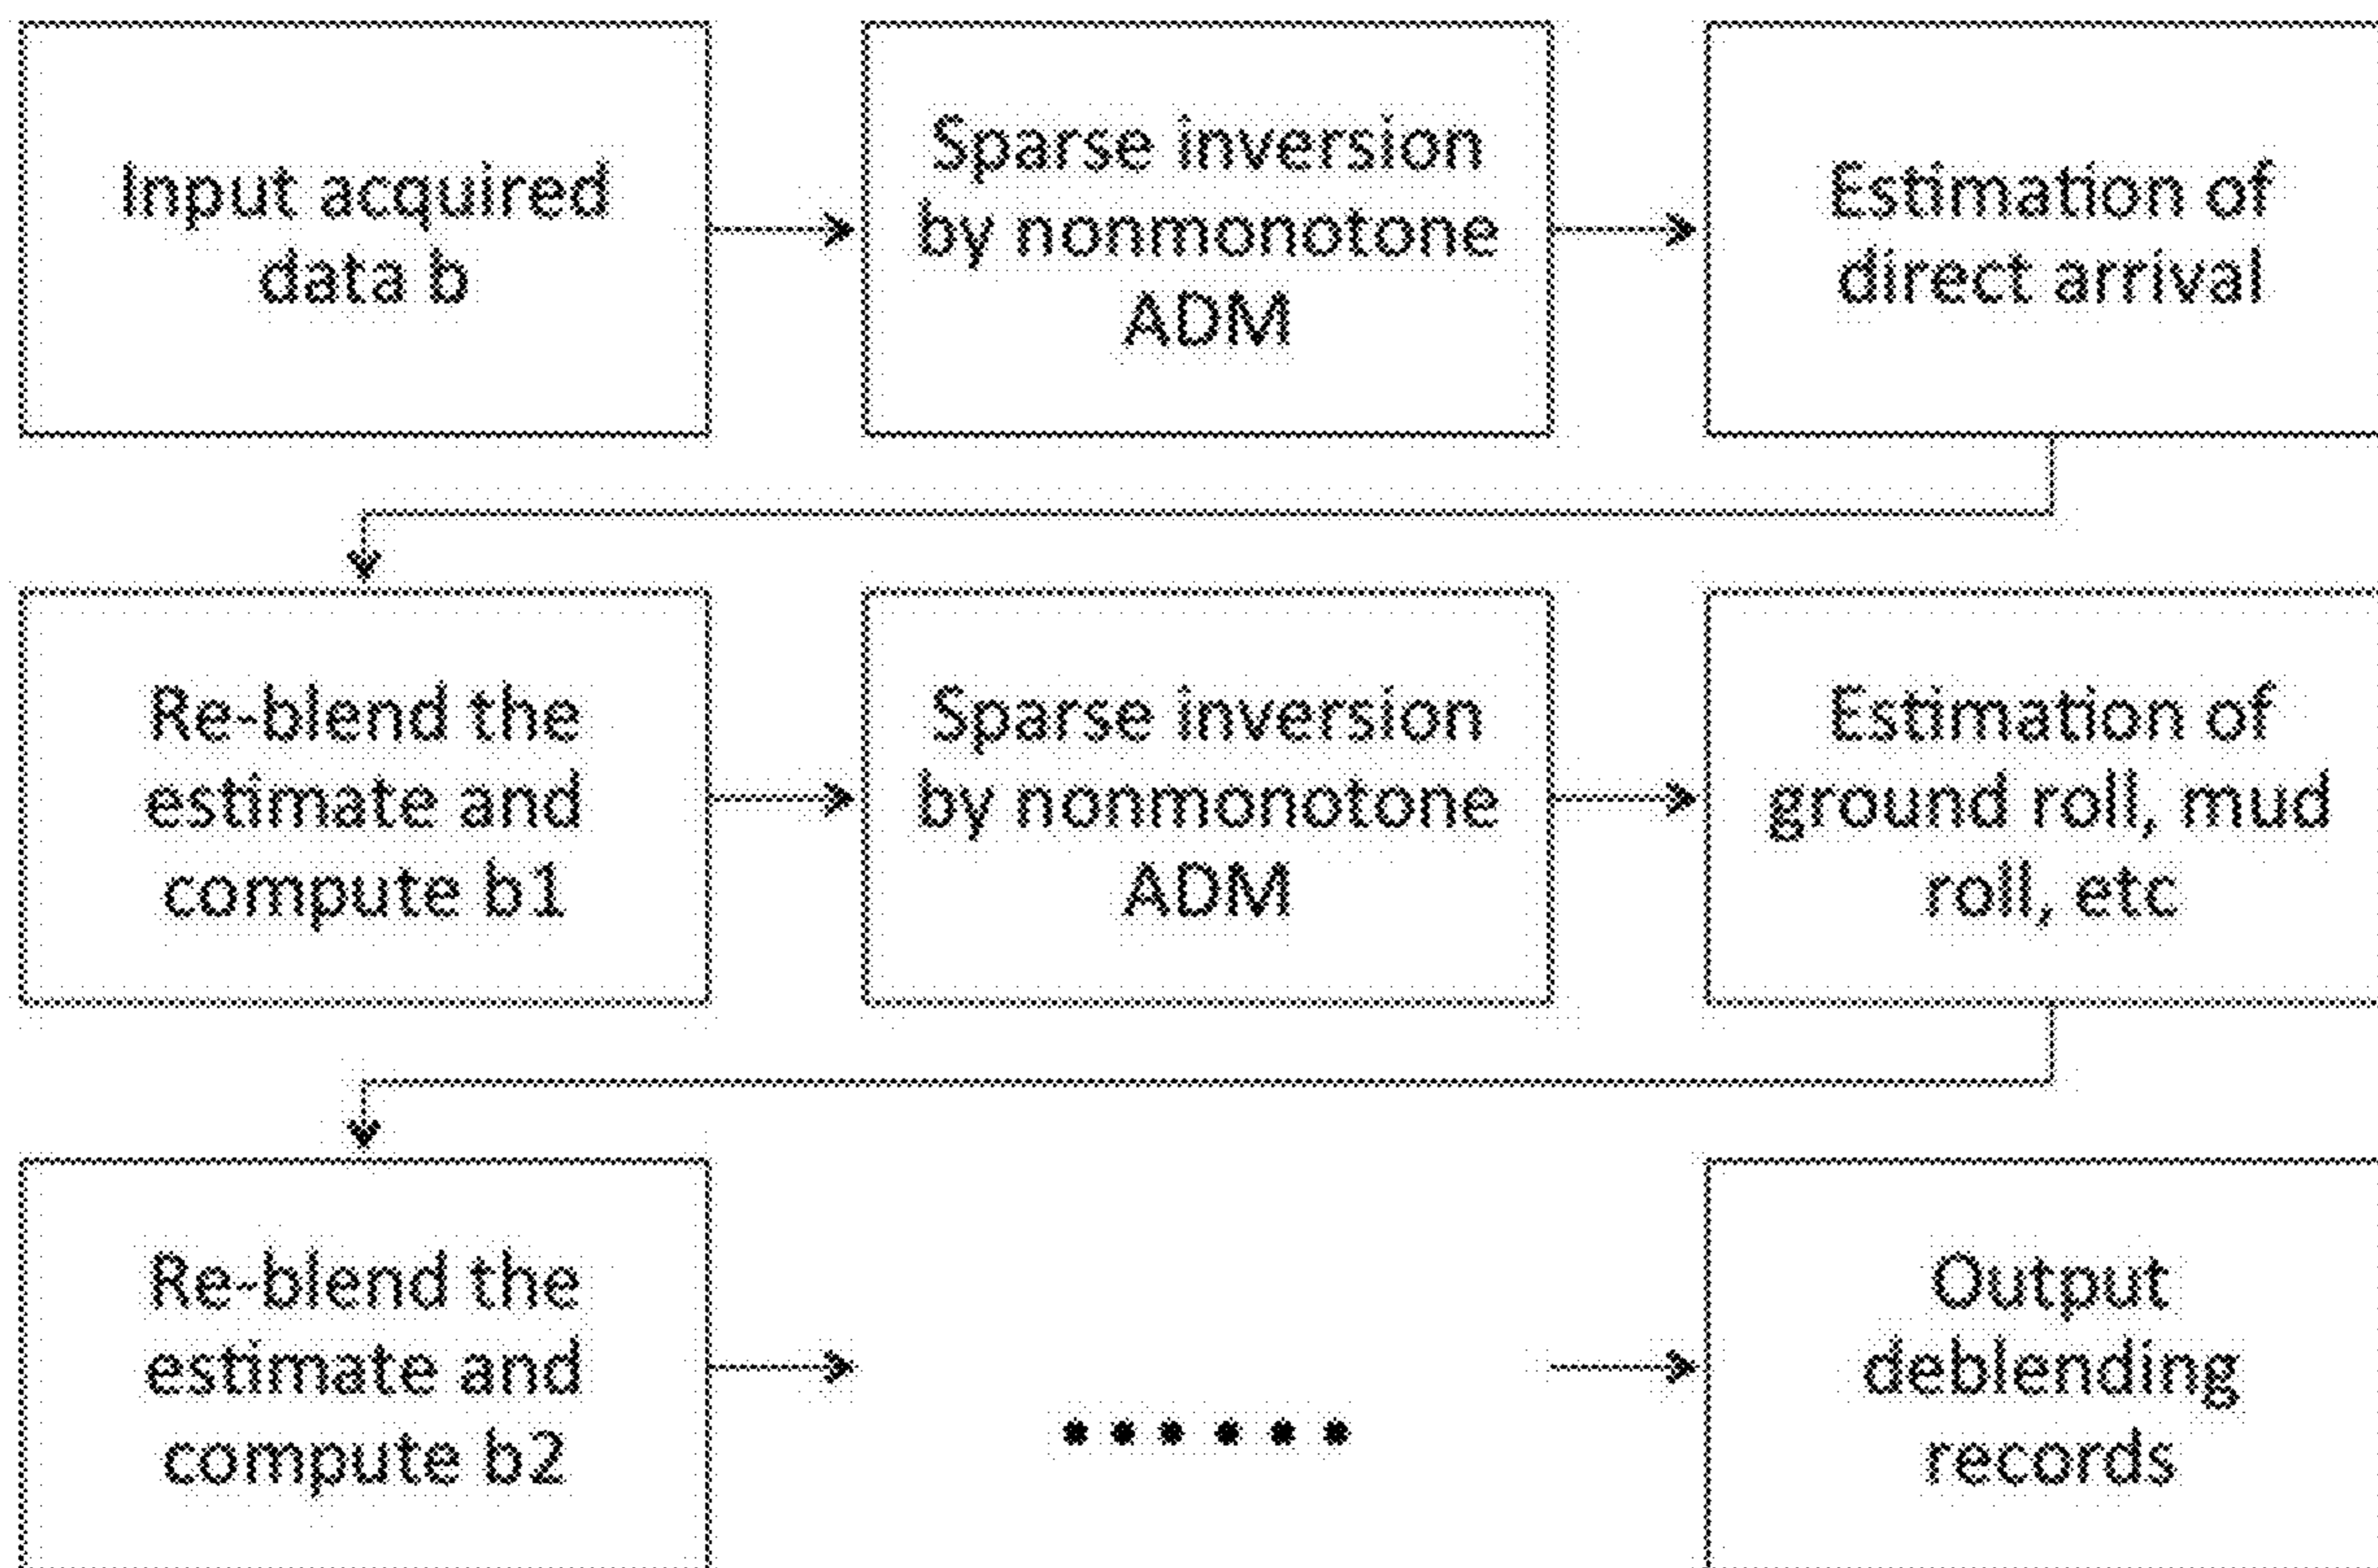 Input acquired
data b
Sparse inversion
by nonmonotone
ADM
Estimation of
direct arrival
Re-blend the
estimate and
compute b1
Sparse inversion
by nonmonotone
ADM
Estimation of
ground roll, mud
roll, etc
Re-blend the
estimate and
compute b2
......
Output
deblending
records